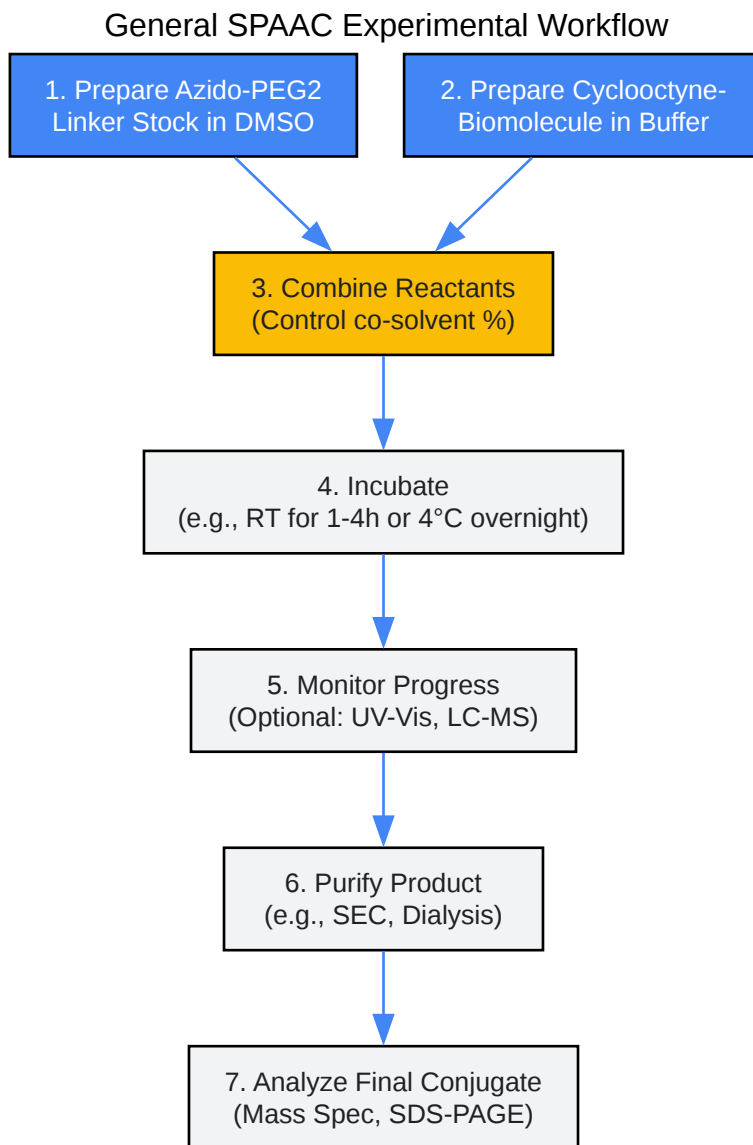 General SPAAC Experimental Workflow
1. Prepare Azido-PEG2
Linker Stock in DMSO
2. Prepare Cyclooctyne-
Biomolecule in Buffer
3. Combine Reactants
(Control co-solvent %)
4. Incubate
(e.g., RT for 1-4h or 4°C overnight)
5. Monitor Progress
(Optional: UV-Vis, LC-MS)
6. Purify Product
(e.g., SEC, Dialysis)
7. Analyze Final Conjugate
(Mass Spec, SDS-PAGE)